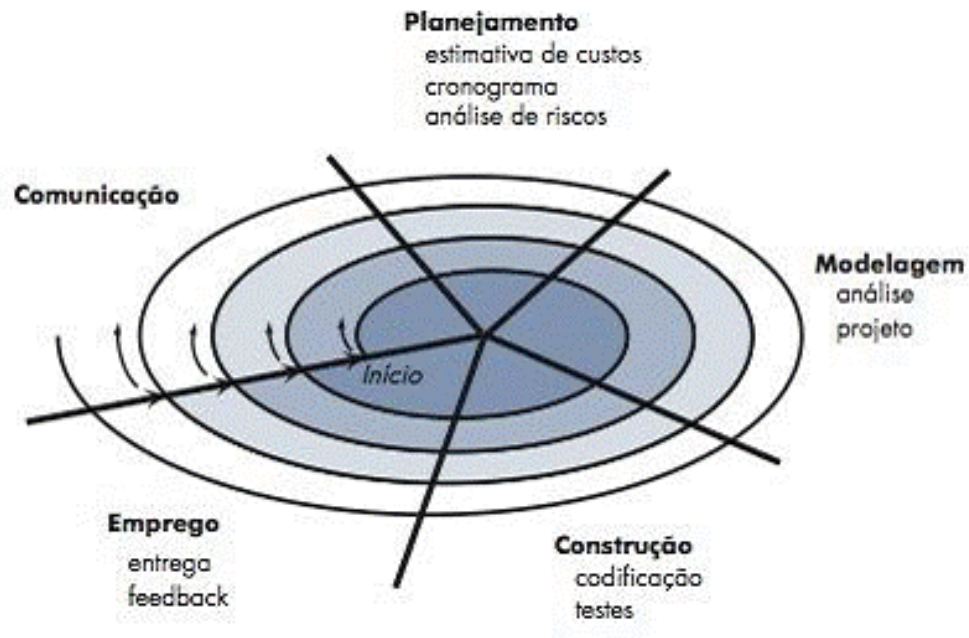 Planejamento
estimativa de custos
cronograma
análise de riscos
Comunicação
Modelagem
análise
projeto
Início
Emprego
entrega
feedback
Construção
codificação
testes